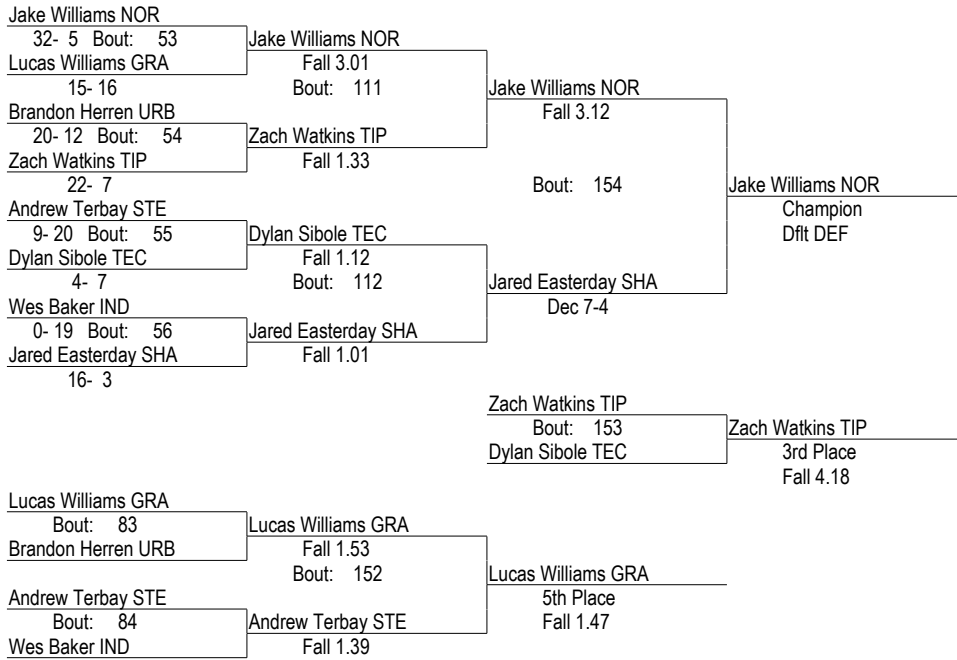 Jake Williams NOR
32- 5 Bout: 53
Jake Williams NOR
Lucas Williams GRA
Fall 3.01
15- 16
Bout: 111
Jake Williams NOR
Brandon Herren URB
Fall 3.12
20- 12 Bout: 54
Zach Watkins TIP
Zach Watkins TIP
Fall 1.33
22- 7
Bout: 154
Jake Williams NOR
Andrew Terbay STE
Champion
9- 20 Bout: 55
Dylan Sibole TEC
Dflt DEF
Dylan Sibole TEC
Fall 1.12
4- 7
Bout: 112
Jared Easterday SHA
Wes Baker IND
Dec 7-4
0- 19 Bout: 56
Jared Easterday SHA
Jared Easterday SHA
Fall 1.01
16- 3
Zach Watkins TIP
Bout: 153
Zach Watkins TIP
Dylan Sibole TEC
3rd Place
Fall 4.18
Lucas Williams GRA
Bout: 83
Lucas Williams GRA
Brandon Herren URB
Fall 1.53
Bout: 152
Lucas Williams GRA
Andrew Terbay STE
5th Place
Bout: 84
Andrew Terbay STE
Fall 1.47
Wes Baker IND
Fall 1.39